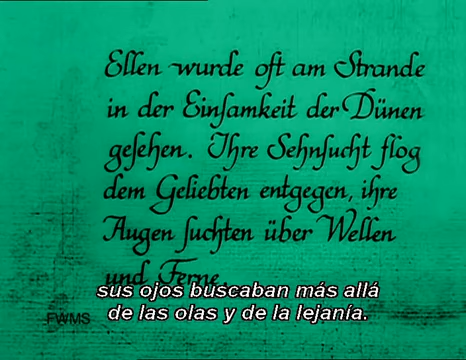 Ellen wurde oft am Strande
in der Einſamkeit der Dünen
geſehen. Ihre Sehnſucht flog
dem Geliebten entgegen, ihre
Augen ſuchten über Wellen
und Ferne.
sus ojos buscaban más allá
de las olas y de la lejanía.
FWMS